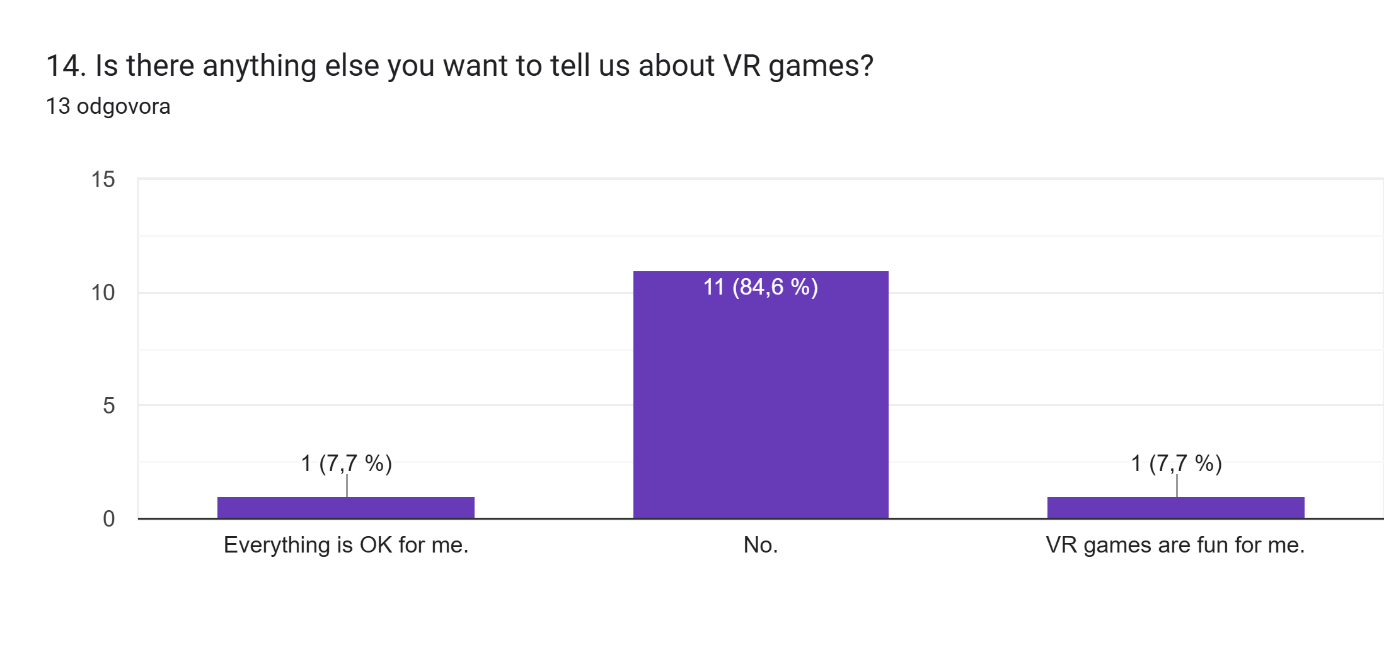 14. Is there anything else you want to tell us about VR games?
13 odgovora
15
10
5
0
1 (7,7 %)
11 (84,6 %)
1 (7,7 %)
Everything is OK for me.
No.
VR games are fun for me.